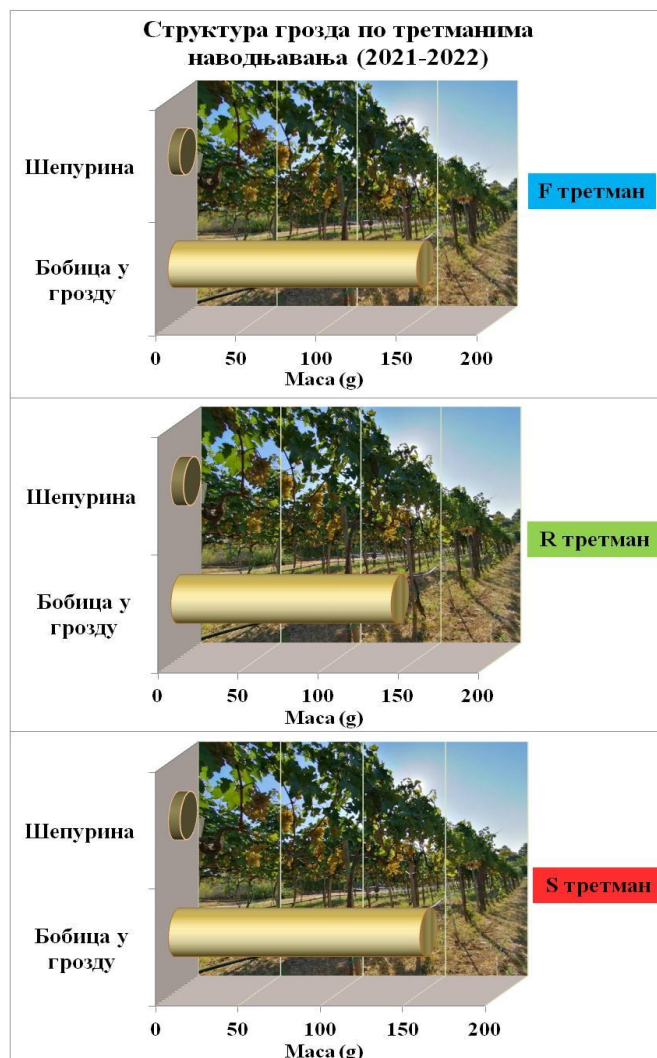 Структура грозда по третманима
наводњавања (2021-2022)
Шепурина
F третман
Бобица у
грозду
0 50 100 150 200
Маса (g)
Шепурина
R третман
Бобица у
грозду
0 50 100 150 200
Маса (g)
Шепурина
S третман
Бобица у
грозду
0 50 100 150 200
Маса (g)